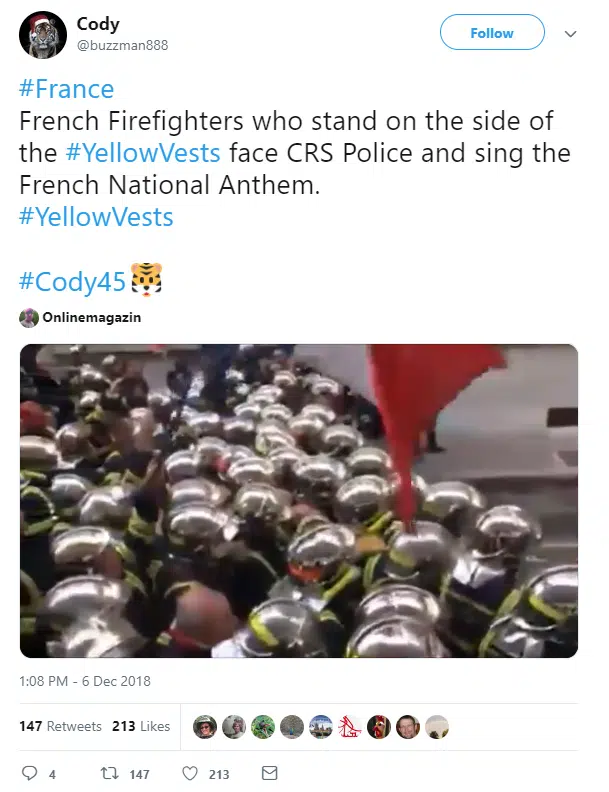 Cody
@buzzman888
Follow
#France
French Firefighters who stand on the side of
the #YellowVests face CRS Police and sing the
French National Anthem.
#YellowVests
#Cody45🐯
Onlinemagazin
1:08 PM - 6 Dec 2018
147 Retweets 213 Likes
4 147 213